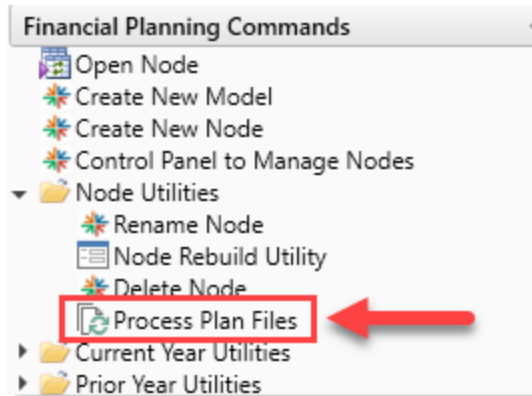 Financial Planning Commands
Open Node
Create New Model
Create New Node
Control Panel to Manage Nodes
Node Utilities
Rename Node
Node Rebuild Utility
Delete Node
Process Plan Files
Current Year Utilities
Prior Year Utilities